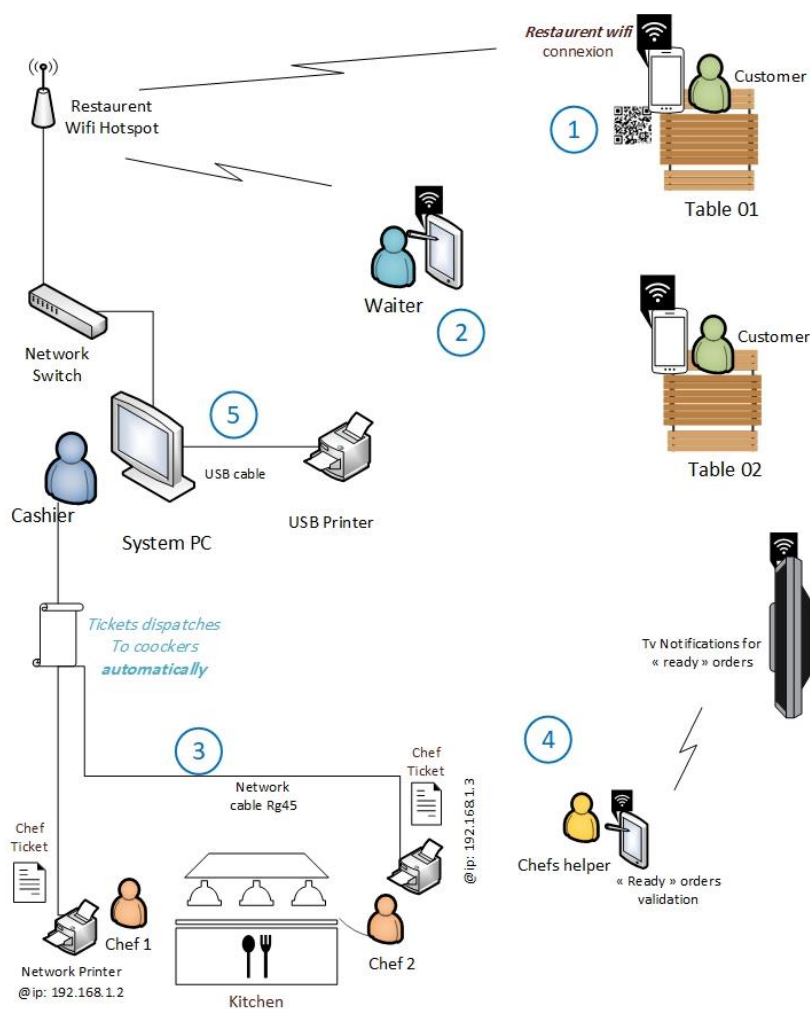 Restaurent wifi
connexion
Customer
1
Table 01
Restaurent
Wifi Hotspot
Waiter
2
Customer
Table 02
Network
Switch
5
USB cable
Cashier
System PC
USB Printer
Tickets dispatches
To coockers
automatically
Tv Notifications for
« ready » orders
3
Network
cable Rg45
Chef
Ticket
@ip: 192.168.1.3
4
Chefs helper
« Ready » orders
validation
Chef
Ticket
Chef 1
Network Printer
@ip: 192.168.1.2
Chef 2
Kitchen